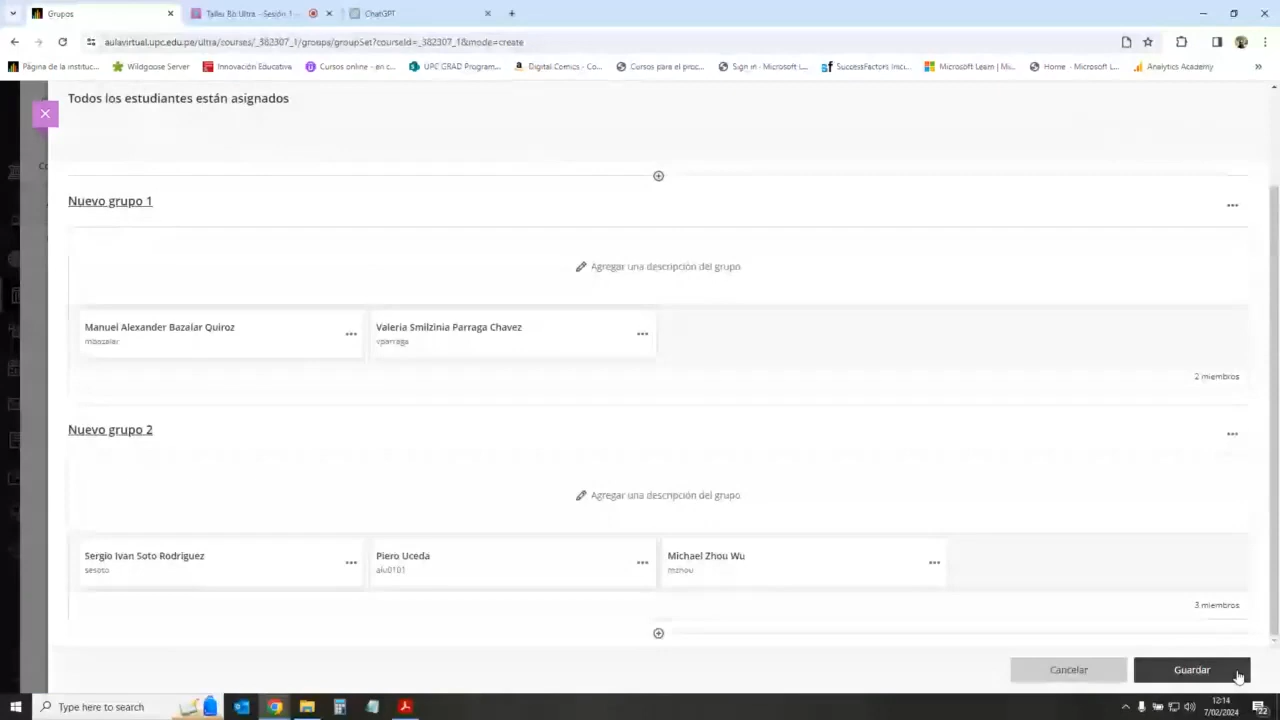 Grupos
Taller Bb Ultra - Sesión 1
ChatGPT
aulavirtual.upc.edu.pe/ultra/courses/_382307_1/groups/groupSet?courseId=_382307_1&mode=create
Página de la instituc...
Wildgoose Server
Innovación Educativa
Cursos online - en c...
UPC GRAD Program...
Digital Comics - Co...
Cursos para el proc...
Sign in - Microsoft L...
SuccessFactors Inici...
Microsoft Learn | Mi...
Home - Microsoft L...
Analytics Academy
»
Todos los estudiantes están asignados
Nuevo grupo 1
Agregar una descripción del grupo
Manuel Alexander Bazalar Quiroz
mbazalar
Valeria Smilzinia Parraga Chavez
vparraga
2 miembros
Nuevo grupo 2
Agregar una descripción del grupo
Sergio Ivan Soto Rodriguez
sesoto
Piero Uceda
alu0101
Michael Zhou Wu
mzhou
3 miembros
Cancelar
Guardar
Type here to search
12:14
7/02/2024
22